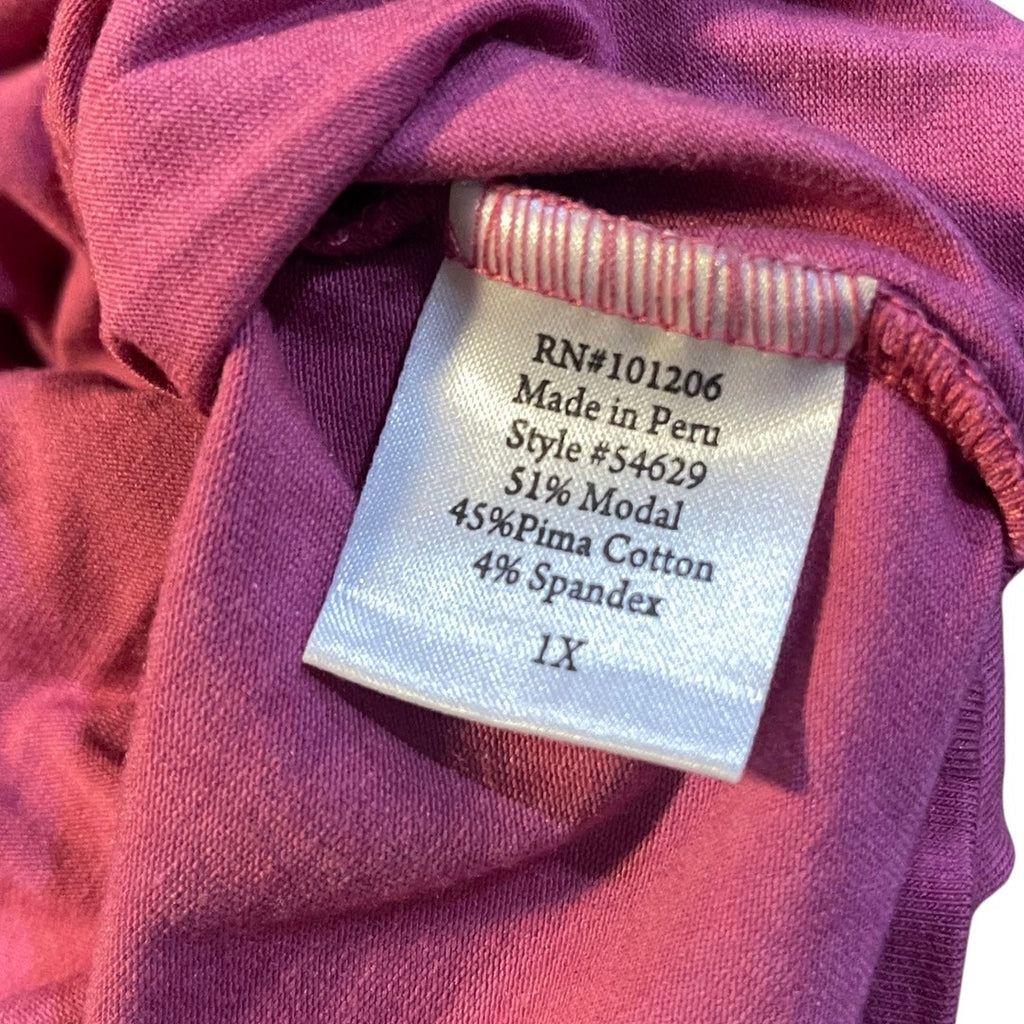 RN#101206
Made in Peru
Style #54629
51% Modal
45%Pima Cotton
4% Spandex
1X